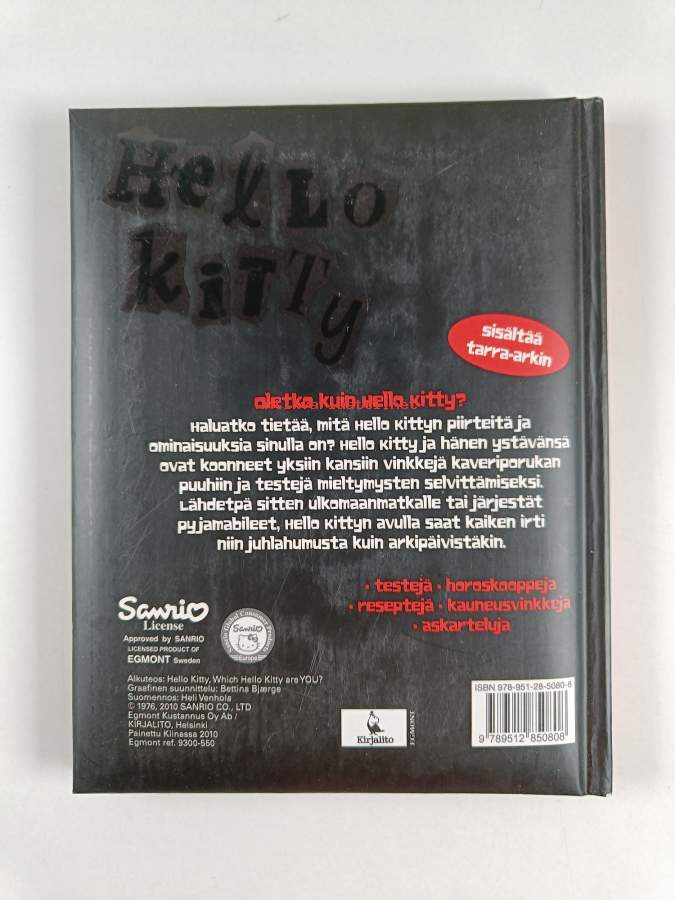 Hello
Kitty
sisältää
tarra-arkin
oletko kuin Hello Kitty?
Haluatko tietää, mitä Hello Kittyn piirteitä ja
ominaisuuksia sinulla on? Hello Kitty ja hänen ystävänsä
ovat koonneet yksiin kansiin vinkkejä kaveriporukan
puuhiin ja testejä mieltymysten selvittämiseksi.
Lähdetpä sitten ulkomaanmatkalle tai järjestät
pyjamabileet, Hello Kittyn avulla saat kaiken irti
niin juhlahumusta kuin arkipäivistäkin.
• testejä • horoskooppeja
• reseptejä • kauneusvinkkejä
• askarteluja
Sanrio
License
Approved by SANRIO
LICENSED PRODUCT OF
EGMONT Sweden
Sanrio
Europe
Alkuteos: Hello Kitty, Which Hello Kitty are YOU?
Graafinen suunnittelu: Bettina Bjærge
Suomennos: Heli Venhola
© 1976, 2010 SANRIO CO., LTD
Egmont Kustannus Oy Ab /
KIRJALITO, Helsinki
Painettu Kiinassa 2010
Egmont ref. 9300-550
Kirjalito
EGMONT
ISBN 978-951-28-5080-8
9 789512 850808